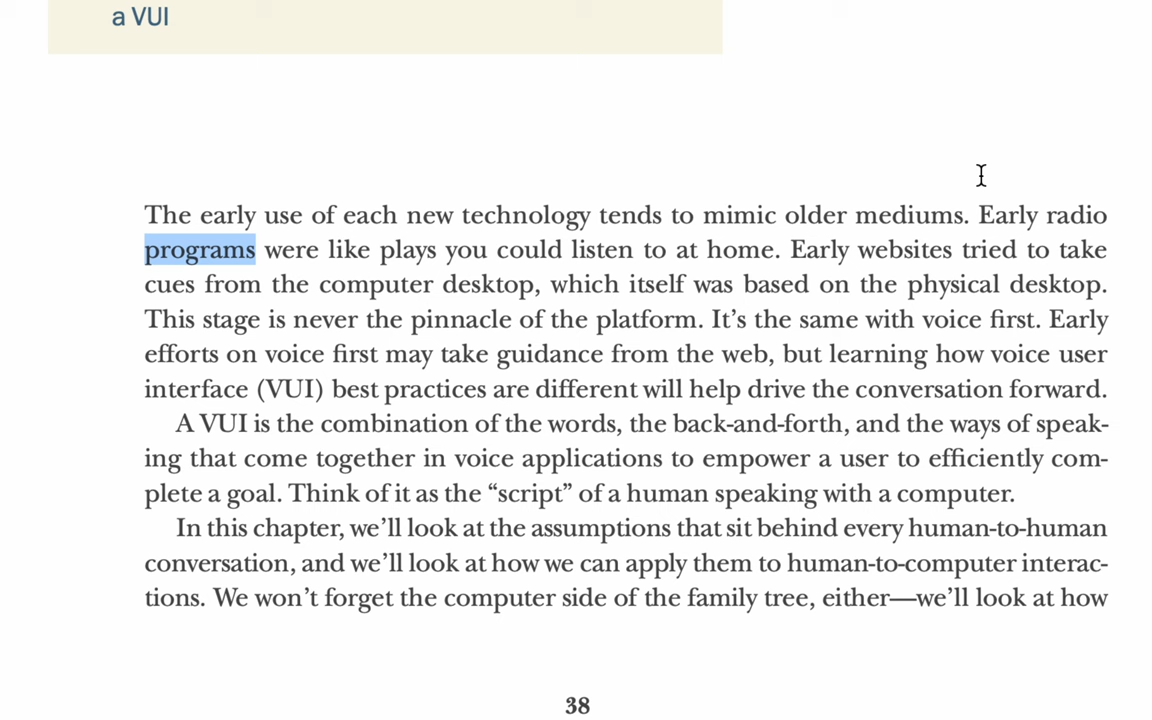 a VUI
The early use of each new technology tends to mimic older mediums. Early radio
programs were like plays you could listen to at home. Early websites tried to take
cues from the computer desktop, which itself was based on the physical desktop.
This stage is never the pinnacle of the platform. It’s the same with voice first. Early
efforts on voice first may take guidance from the web, but learning how voice user
interface (VUI) best practices are different will help drive the conversation forward.
A VUI is the combination of the words, the back-and-forth, and the ways of speak-
ing that come together in voice applications to empower a user to efficiently com-
plete a goal. Think of it as the “script” of a human speaking with a computer.
In this chapter, we’ll look at the assumptions that sit behind every human-to-human
conversation, and we’ll look at how we can apply them to human-to-computer interac-
tions. We won’t forget the computer side of the family tree, either—we’ll look at how
38